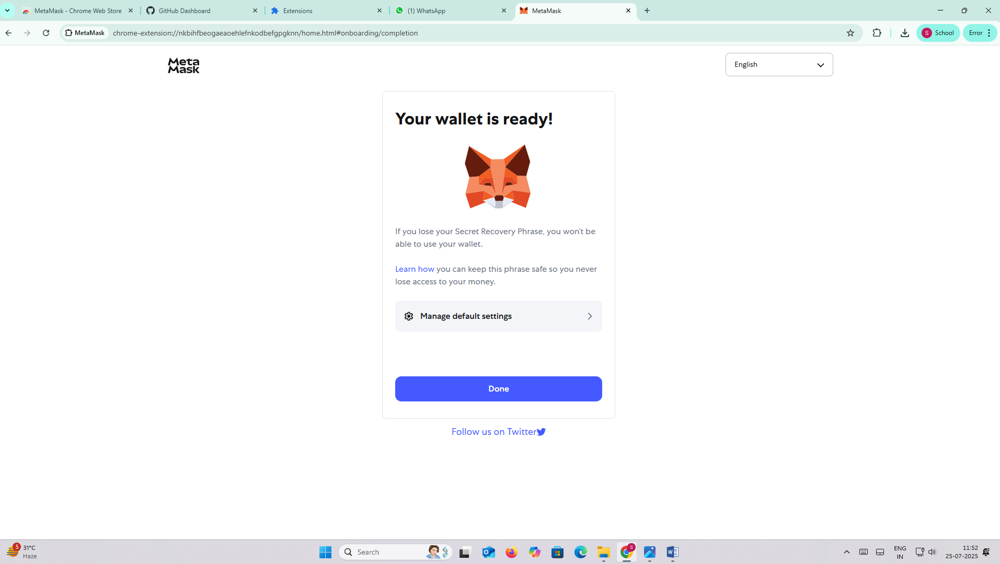 MetaMask - Chrome Web Store
GitHub Dashboard
Extensions
(1) WhatsApp
MetaMask
MetaMask
chrome-extension://nkbihfbeogaeaoehlefnkodbefgpgknn/home.html#onboarding/completion
S
School
Error
Meta
Mask
English
Your wallet is ready!
If you lose your Secret Recovery Phrase, you won't be
able to use your wallet.
Learn how you can keep this phrase safe so you never
lose access to your money.
Manage default settings
Done
Follow us on Twitter
5
31°C
Haze
Search
S
ENG
IN
11:52
25-07-2025